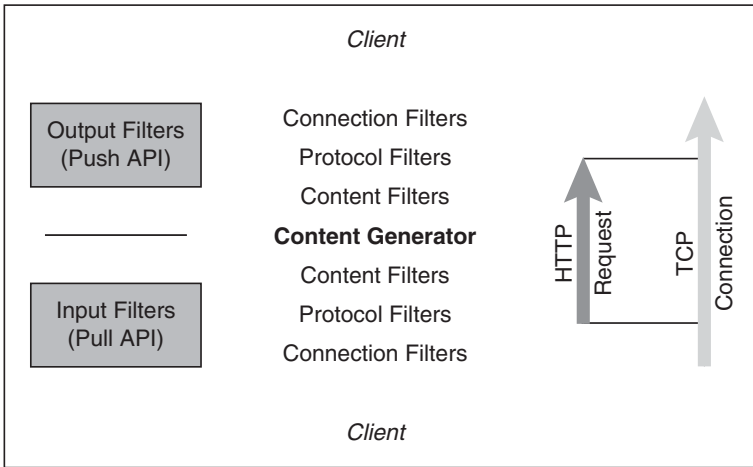 Client
Output Filters
(Push API)
Connection Filters
Protocol Filters
Content Filters
Content Generator
Input Filters
(Pull API)
Content Filters
Protocol Filters
Connection Filters
HTTP
Request
TCP
Connection
Client